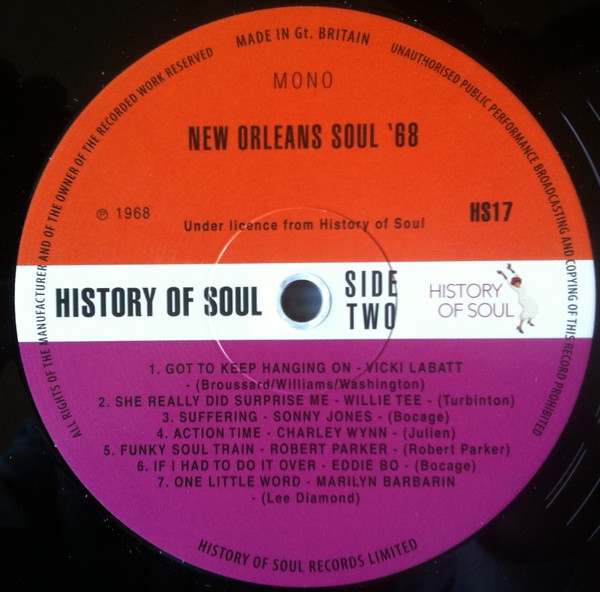 MADE IN Gt. BRITAIN
UNAUTHORISED PUBLIC PERFORMANCE BROADCASTING AND COPYING OF THIS RECORD PROHIBITED
ALL RIGHTS OF THE MANUFACTURER AND OF THE OWNER OF THE RECORDED WORK RESERVED
MONO
NEW ORLEANS SOUL '68
℗ 1968
HS17
Under licence from History of Soul
HISTORY OF SOUL
SIDE
TWO
HISTORY
OF SOUL
1. GOT TO KEEP HANGING ON - VICKI LABATT
- (Broussard/Williams/Washington)
2. SHE REALLY DID SURPRISE ME - WILLIE TEE - (Turbinton)
3. SUFFERING - SONNY JONES - (Bocage)
4. ACTION TIME - CHARLEY WYNN - (Julien)
5. FUNKY SOUL TRAIN - ROBERT PARKER - (Robert Parker)
6. IF I HAD TO DO IT OVER - EDDIE BO - (Bocage)
7. ONE LITTLE WORD - MARILYN BARBARIN
- (Lee Diamond)
HISTORY OF SOUL RECORDS LIMITED